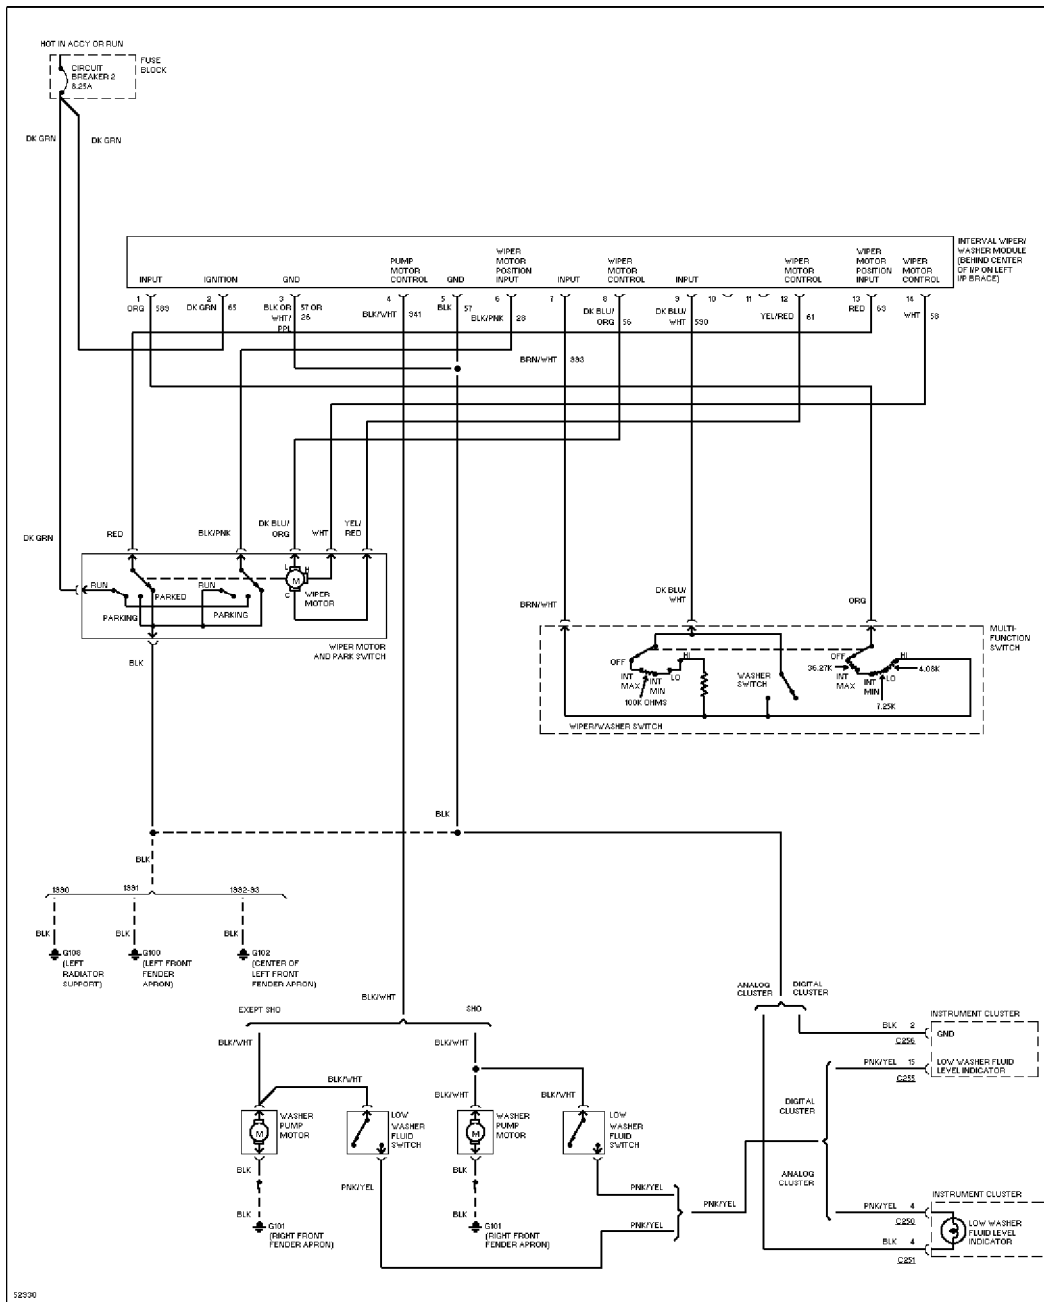 HOT IN ACCY OR RUN
CIRCUIT
BREAKER 2
8.25A
FUSE
BLOCK
DK GRN
DK GRN
INTERVAL WIPER/
WASHER MODULE
(BEHIND CENTER
OF I/P ON LEFT
I/P BRACE)
INPUT
IGNITION
GND
PUMP
MOTOR
CONTROL
GND
WIPER
MOTOR
POSITION
INPUT
INPUT
WIPER
MOTOR
CONTROL
INPUT
WIPER
MOTOR
CONTROL
WIPER
MOTOR
POSITION
INPUT
WIPER
MOTOR
CONTROL
1 2 3 4 5 6 7 8 9 10 11 12 13 14
ORG 589
DK GRN 65
BLK OR 57 OR
WHT/ 26
PPL
BLK/WHT 941
BLK 57
BLK/PNK 28
BRN/WHT 993
DK BLU/
ORG 56
DK BLU/
WHT 590
YEL/RED 61
RED 63
WHT 58
DK GRN
RED
BLK/PNK
DK BLU/
ORG
WHT
YEL/
RED
RUN
PARKED
PARKING
RUN
PARKING
L
H
M
C
WIPER
MOTOR
WIPER MOTOR
AND PARK SWITCH
BLK
BRN/WHT
DK BLU/
WHT
ORG
MULTI-
FUNCTION
SWITCH
OFF
INT
MAX
INT
MIN
LO
HI
100K OHMS
WASHER
SWITCH
OFF
36.27K
INT
MAX
INT
MIN
LO
HI
4.08K
7.25K
WIPER/WASHER SWITCH
BLK
BLK
1990
1991
1992-93
BLK
BLK
BLK
G108
(LEFT
RADIATOR
SUPPORT)
G100
(LEFT FRONT
FENDER
APRON)
G102
(CENTER OF
LEFT FRONT
FENDER APRON)
BLK/WHT
EXEPT SHO
SHO
BLK/WHT
BLK/WHT
BLK/WHT
BLK/WHT
BLK/WHT
M
WASHER
PUMP
MOTOR
LOW
WASHER
FLUID
SWITCH
M
WASHER
PUMP
MOTOR
LOW
WASHER
FLUID
SWITCH
BLK
BLK
G101
(RIGHT FRONT
FENDER APRON)
PNK/YEL
BLK
BLK
G101
(RIGHT FRONT
FENDER APRON)
PNK/YEL
PNK/YEL
PNK/YEL
ANALOG
CLUSTER
DIGITAL
CLUSTER
DIGITAL
CLUSTER
ANALOG
CLUSTER
INSTRUMENT CLUSTER
BLK 2
C256
GND
PNK/YEL 15
C255
LOW WASHER FLUID
LEVEL INDICATOR
INSTRUMENT CLUSTER
PNK/YEL 4
C250
BLK 4
C251
LOW WASHER
FLUID LEVEL
INDICATOR
52930